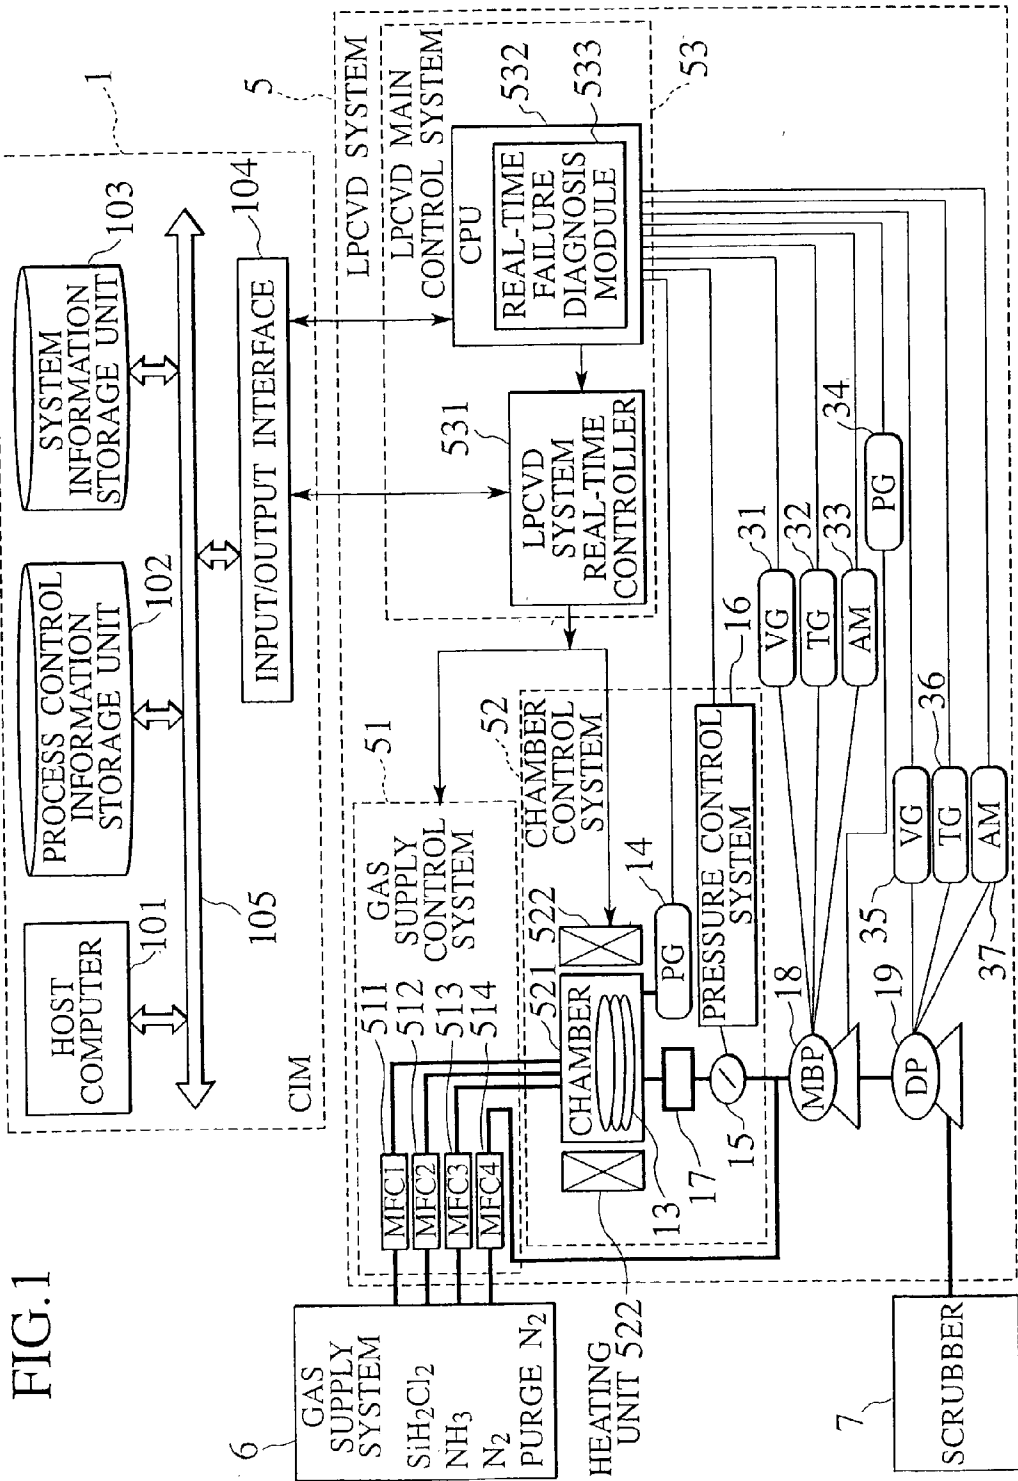 FIG.1
1
HOST
COMPUTER
101
PROCESS CONTROL
INFORMATION
STORAGE UNIT
102
SYSTEM
INFORMATION
STORAGE UNIT
103
105
INPUT/OUTPUT INTERFACE
104
CIM
5
LPCVD SYSTEM
LPCVD MAIN
CONTROL SYSTEM
CPU
532
REAL-TIME
FAILURE
DIAGNOSIS
MODULE
533
53
531
LPCVD
SYSTEM
REAL-TIME
CONTROLLER
GAS
SUPPLY
CONTROL
SYSTEM
51
52
CHAMBER
CONTROL
SYSTEM
511
512
513
514
MFC1
MFC2
MFC3
MFC4
521
522
CHAMBER
PG
14
PRESSURE CONTROL
SYSTEM
16
13
17
15
6
GAS
SUPPLY
SYSTEM
SiH2Cl2
NH3
N2
PURGE N2
HEATING
UNIT 522
18
MBP
VG
31
TG
32
AM
33
PG
34
19
DP
35
VG
TG
36
AM
37
7
SCRUBBER